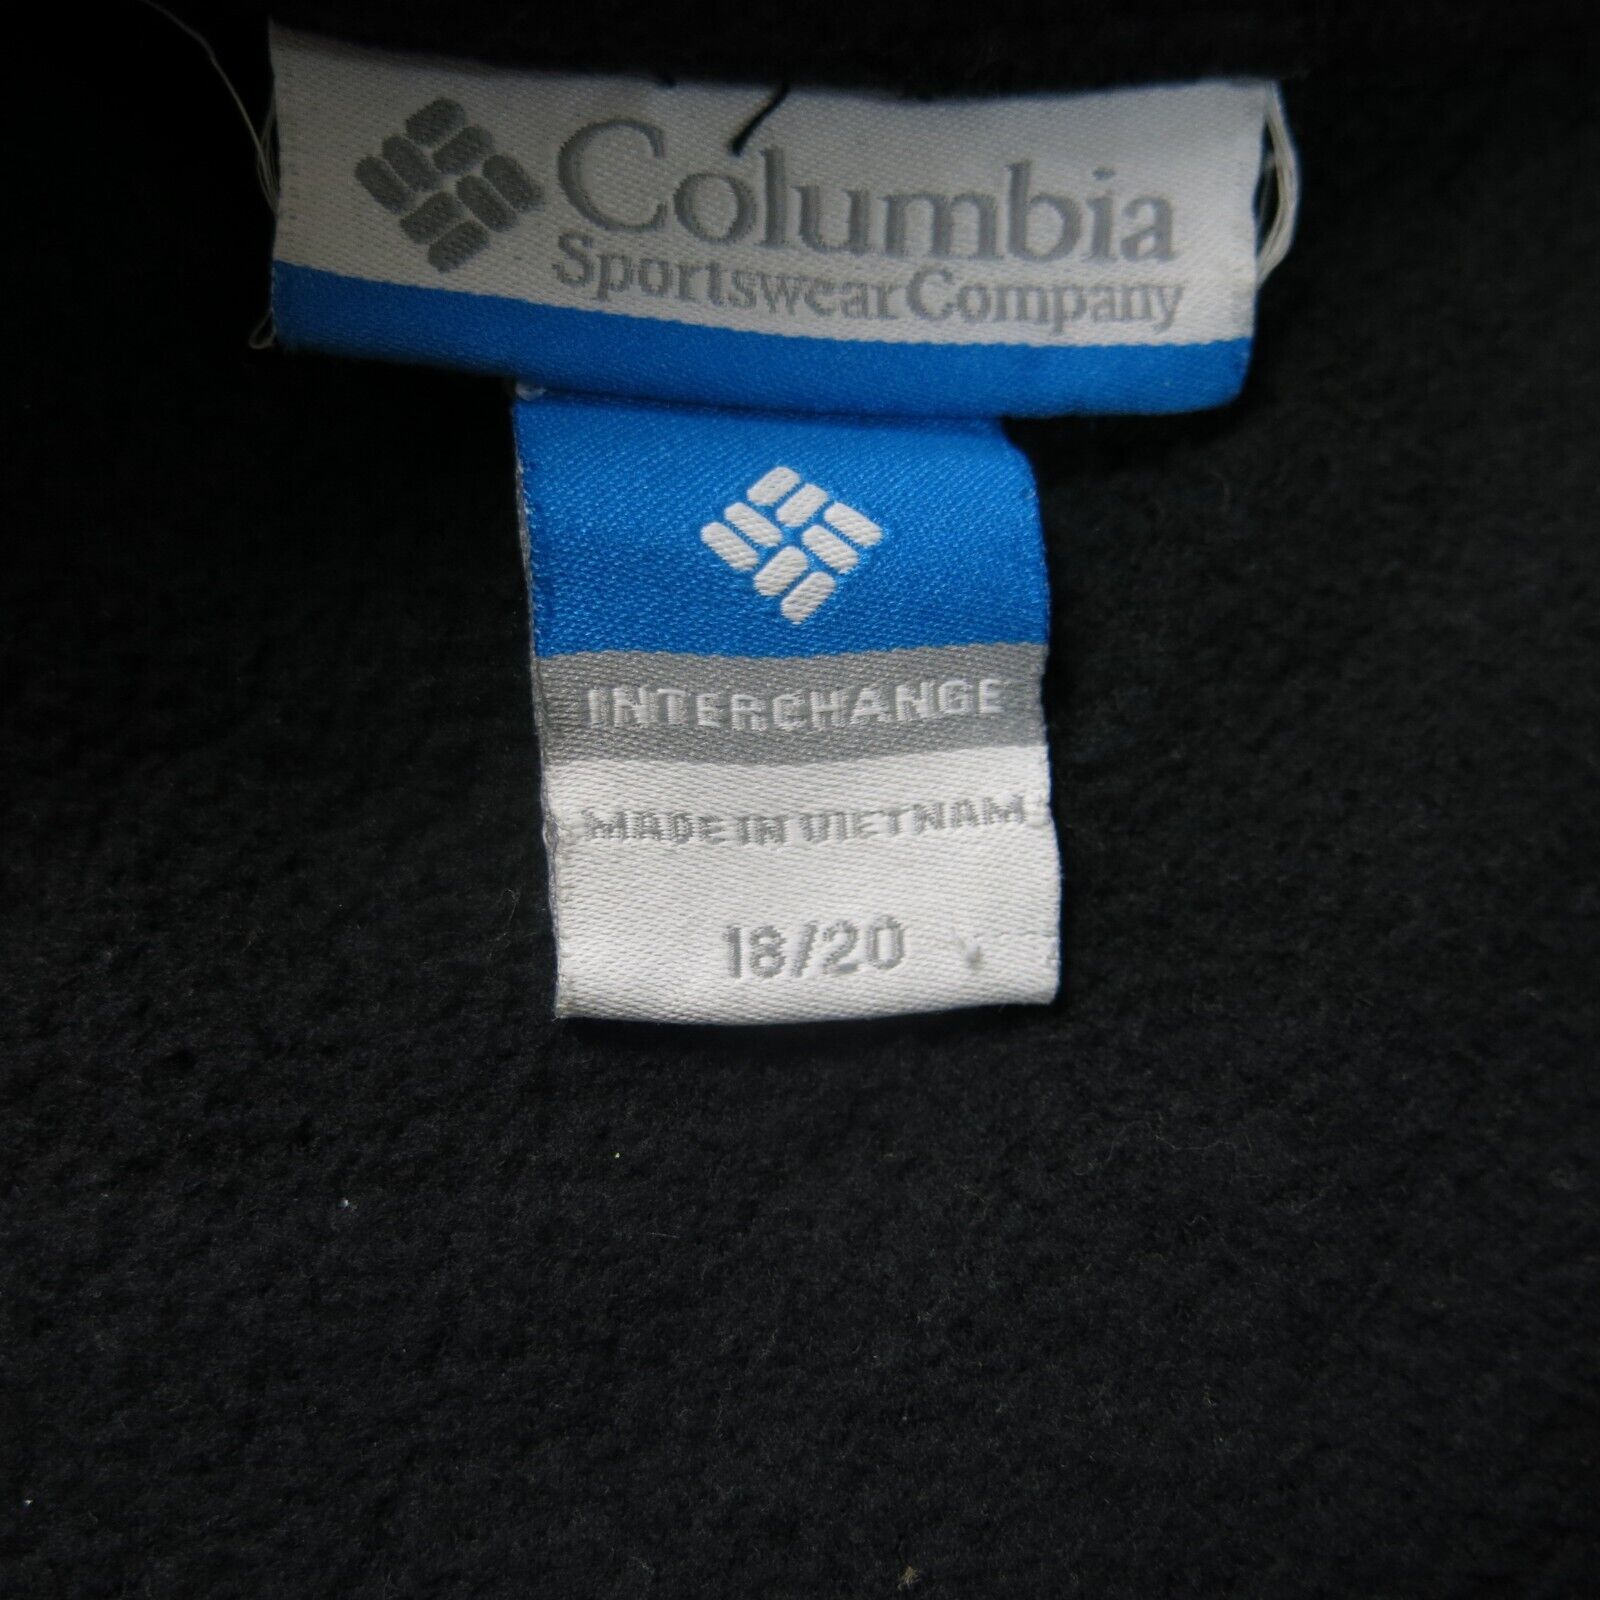 Columbia
Sportswear Company
INTERCHANGE
MADE IN VIETNAM
18/20